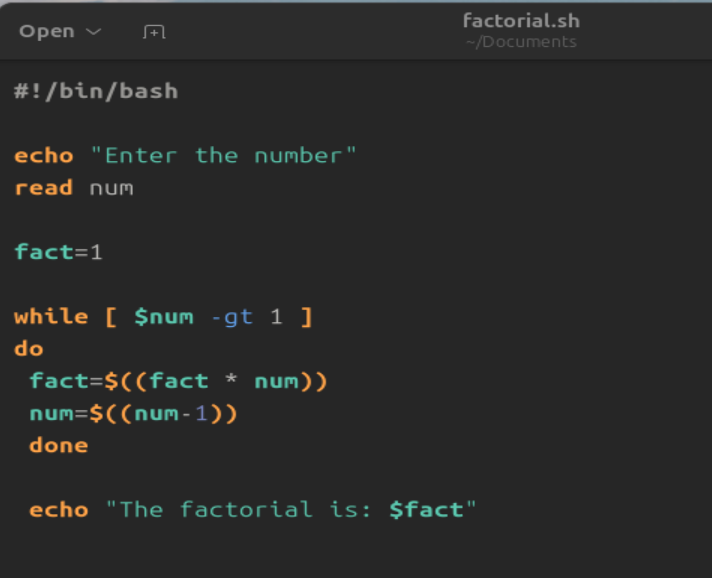 Open
factorial.sh
~/Documents
#!/bin/bash
echo "Enter the number"
read num
fact=1
while [ $num -gt 1 ]
do
fact=$((fact * num))
num=$((num-1))
done
echo "The factorial is: $fact"